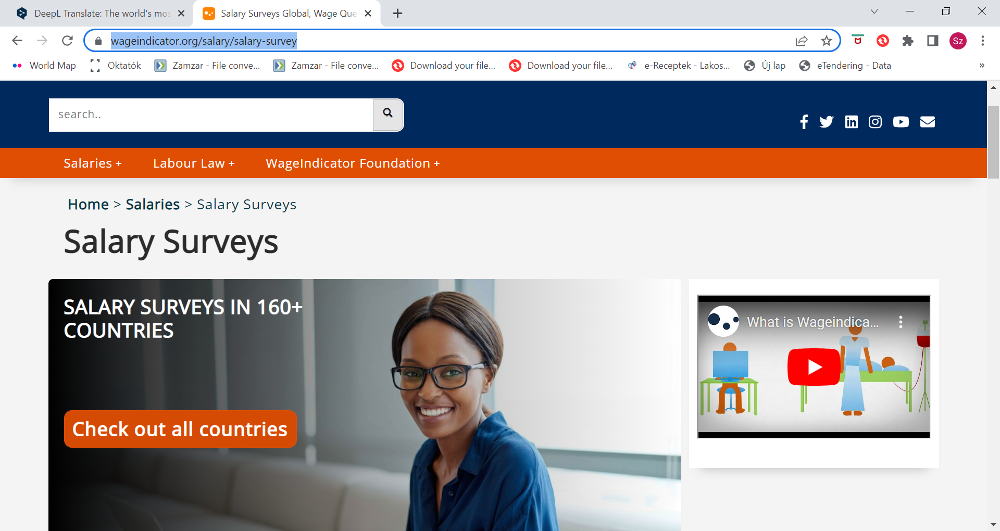 DeepL Translate: The world's mos
Salary Surveys Global, Wage Que
wageindicator.org/salary/salary-survey
Sz
World Map
Oktatók
Zamzar - File conve...
Zamzar - File conve...
Download your file...
Download your file...
e-Receptek - Lakos...
Új lap
eTendering - Data
»
search..
Salaries +
Labour Law +
WageIndicator Foundation +
Home > Salaries > Salary Surveys
Salary Surveys
SALARY SURVEYS IN 160+
COUNTRIES
Check out all countries
What is Wageindica...